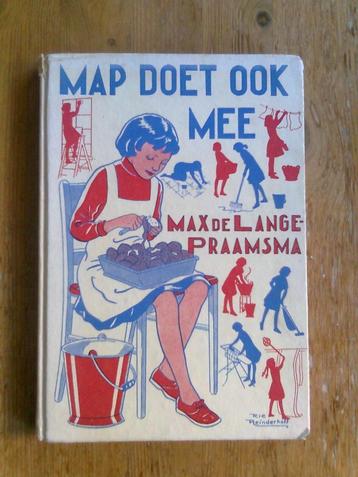 MAP DOET OOK
MEE
MAX DE LANGE-
PRAAMSMA
Rie
Reinderhoff